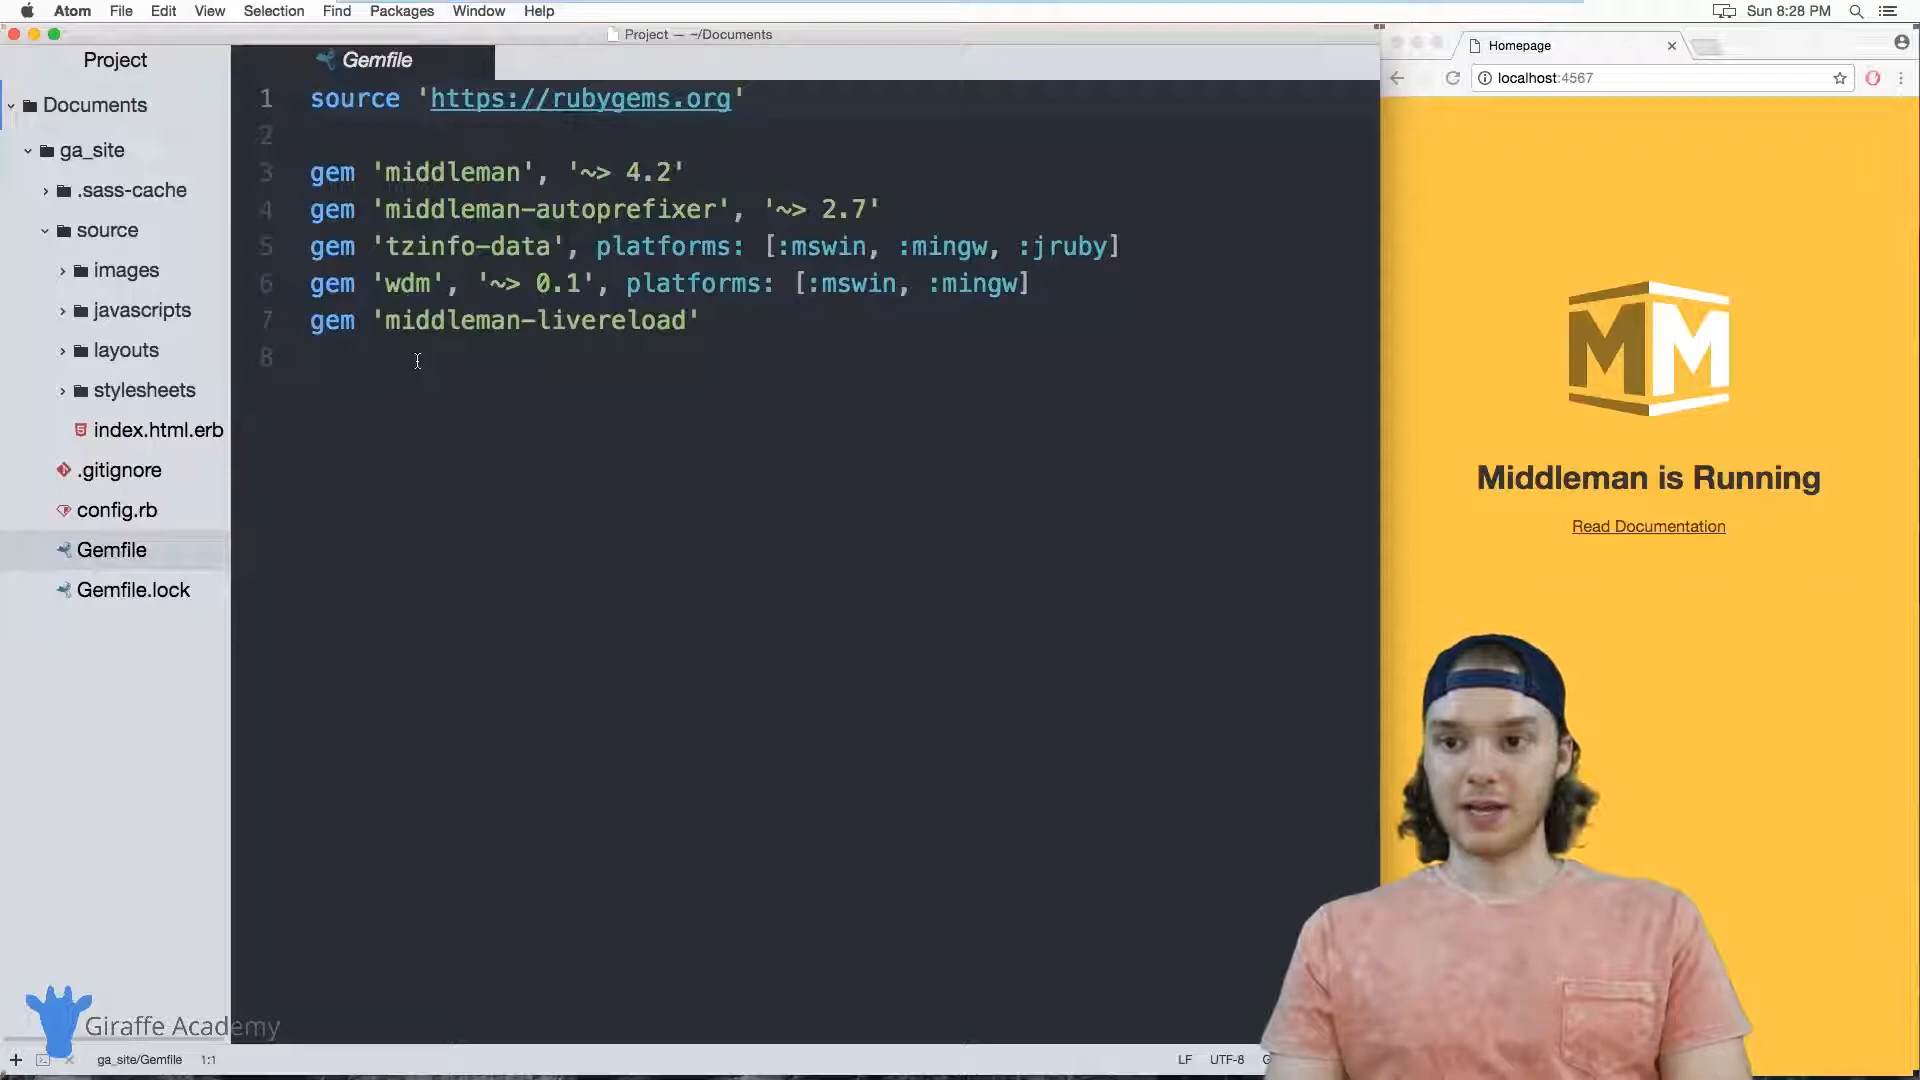 Atom File Edit View Selection Find Packages Window Help
Sun 8:28 PM
Project — ~/Documents
Project
Documents
ga_site
.sass-cache
source
images
javascripts
layouts
stylesheets
index.html.erb
.gitignore
config.rb
Gemfile
Gemfile.lock
Gemfile
1 source 'https://rubygems.org'
2
3 gem 'middleman', '~> 4.2'
4 gem 'middleman-autoprefixer', '~> 2.7'
5 gem 'tzinfo-data', platforms: [:mswin, :mingw, :jruby]
6 gem 'wdm', '~> 0.1', platforms: [:mswin, :mingw]
7 gem 'middleman-livereload'
8
Homepage
localhost:4567
MM
Middleman is Running
Read Documentation
Giraffe Academy
ga_site/Gemfile 1:1
LF UTF-8